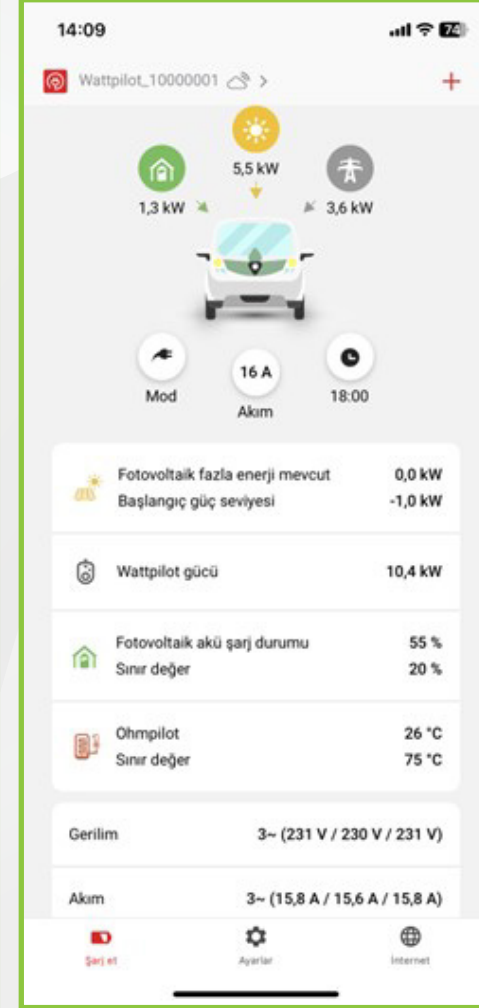 14:09
74
Wattpilot_10000001
5,5 kW
1,3 kW
3,6 kW
Mod
16 A
Akım
18:00
Fotovoltaik fazla enerji mevcut 0,0 kW
Başlangıç güç seviyesi -1,0 kW
Wattpilot gücü 10,4 kW
Fotovoltaik akü şarj durumu 55 %
Sınır değer 20 %
Ohmpilot 26 °C
Sınır değer 75 °C
Gerilim 3~ (231 V / 230 V / 231 V)
Akım 3~ (15,8 A / 15,6 A / 15,8 A)
Şarj et Ayarlar İnternet